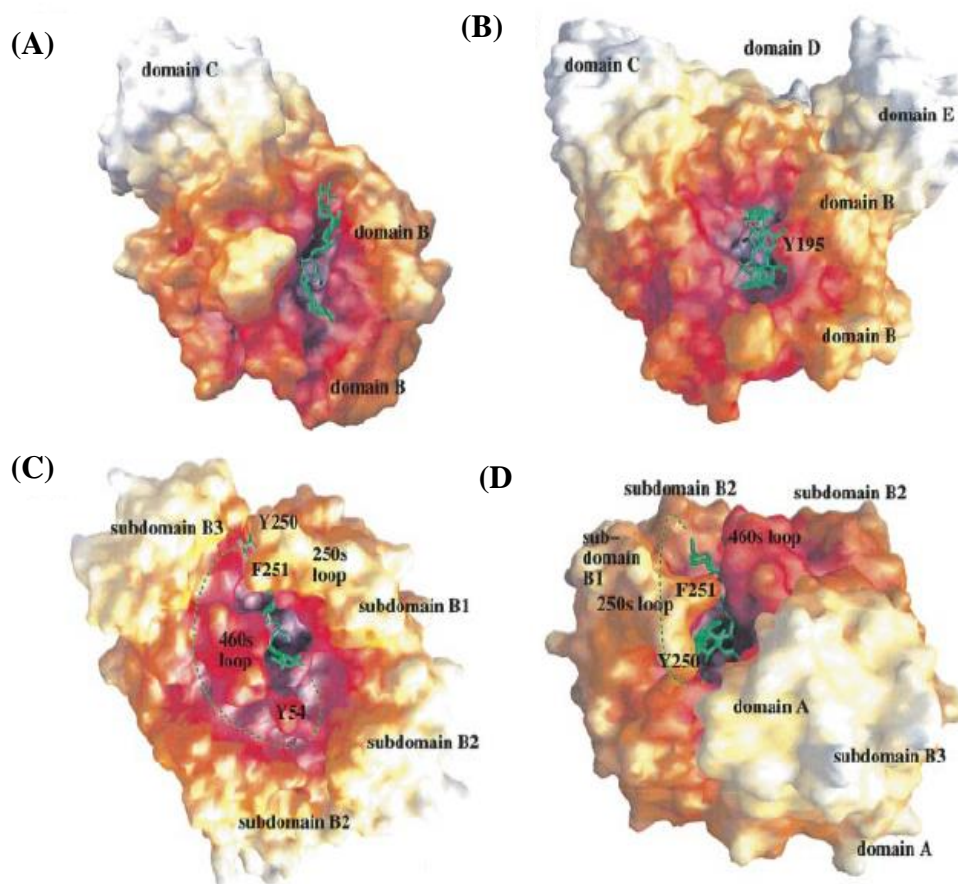 (A)
domain C
domain B
domain B
(B)
domain D
domain C
domain E
domain B
Y195
domain B
(C)
subdomain B3
Y250
F251
250s
loop
subdomain B1
460s
loop
Y54
subdomain B2
subdomain B2
(D
subdomain B2
subdomain B2
sub-
domain B1
460s loop
F251
250s loop
Y250
domain A
subdomain B3
domain A